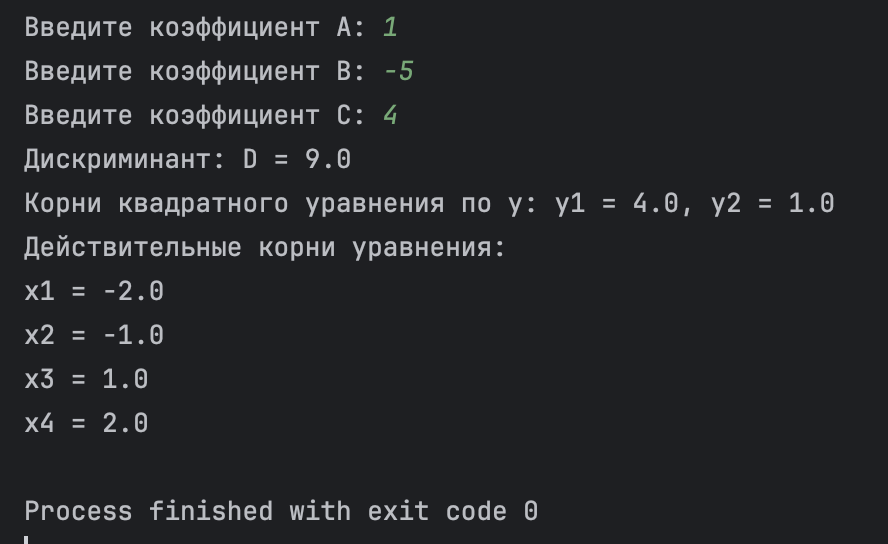 Введите коэффициент A: 1
Введите коэффициент B: -5
Введите коэффициент C: 4
Дискриминант: D = 9.0
Корни квадратного уравнения по y: y1 = 4.0, y2 = 1.0
Действительные корни уравнения:
x1 = -2.0
x2 = -1.0
x3 = 1.0
x4 = 2.0
Process finished with exit code 0